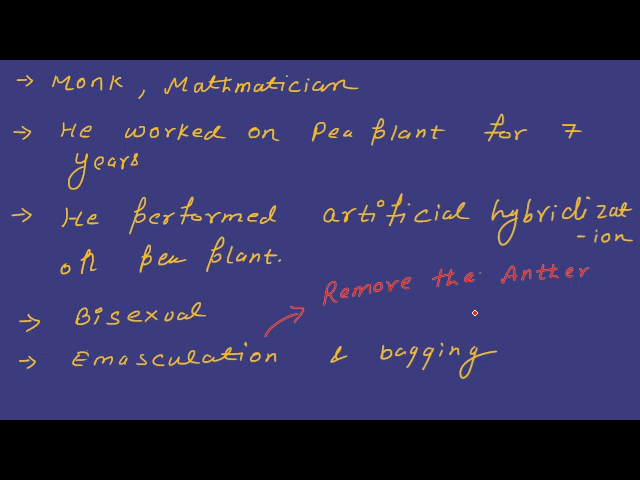 → Monk, Mathmatician
→ He worked on Pea plant for 7
years
→ He performed artificial hybridizat
-ion
on pea plant.
Remove the Anther
→ Bisexual
→ Emasculation & bagging